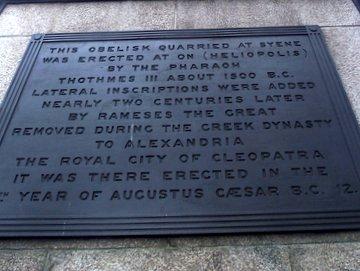 THIS OBELISK QUARRIED AT SYENE
WAS ERECTED AT ON (HELIOPOLIS)
BY THE PHARAOH
THOTHMES III ABOUT 1500 B.C.
LATERAL INSCRIPTIONS WERE ADDED
NEARLY TWO CENTURIES LATER
BY RAMESES THE GREAT
REMOVED DURING THE GREEK DYNASTY
TO ALEXANDRIA
THE ROYAL CITY OF CLEOPATRA
IT WAS THERE ERECTED IN THE
TH YEAR OF AUGUSTUS CÆSAR B.C. 12